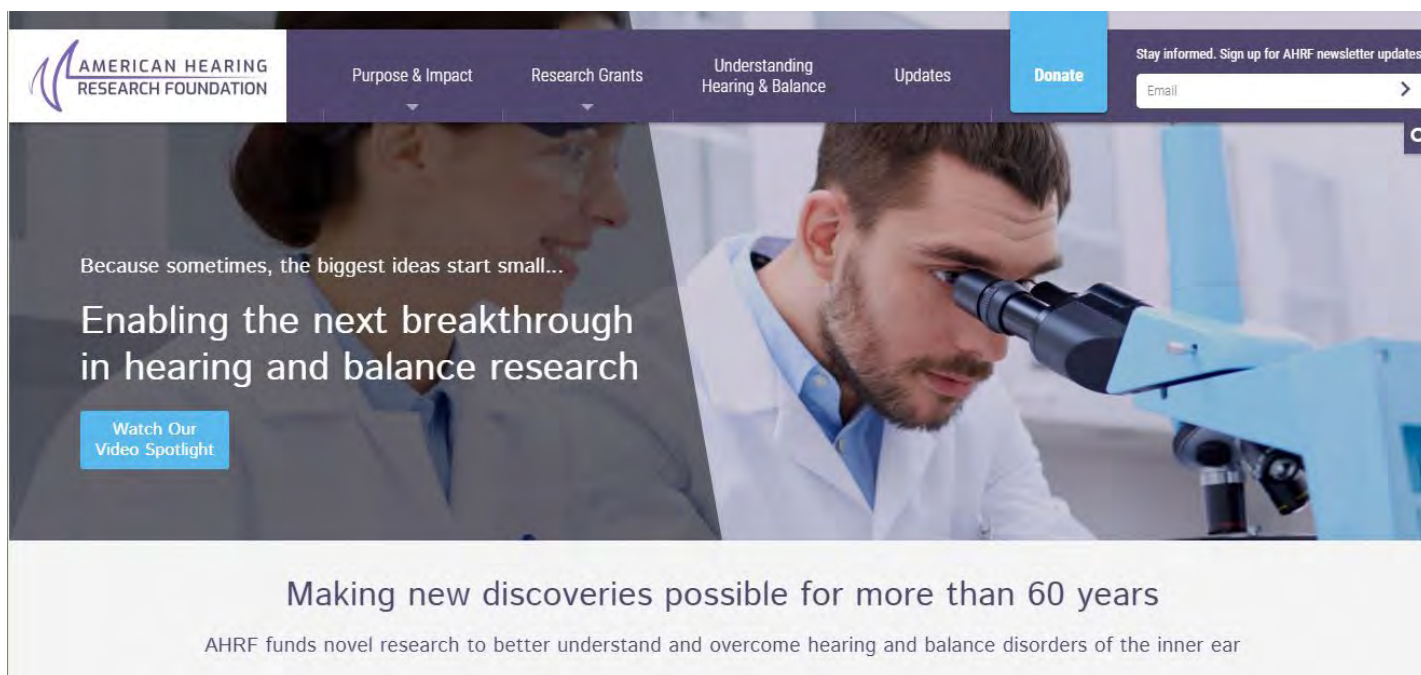 AMERICAN HEARING
RESEARCH FOUNDATION
Purpose & Impact
Research Grants
Understanding
Hearing & Balance
Updates
Donate
Stay informed. Sign up for AHRF newsletter updates
Email
Because sometimes, the biggest ideas start small...
Enabling the next breakthrough
in hearing and balance research
Watch Our
Video Spotlight
Making new discoveries possible for more than 60 years
AHRF funds novel research to better understand and overcome hearing and balance disorders of the inner ear